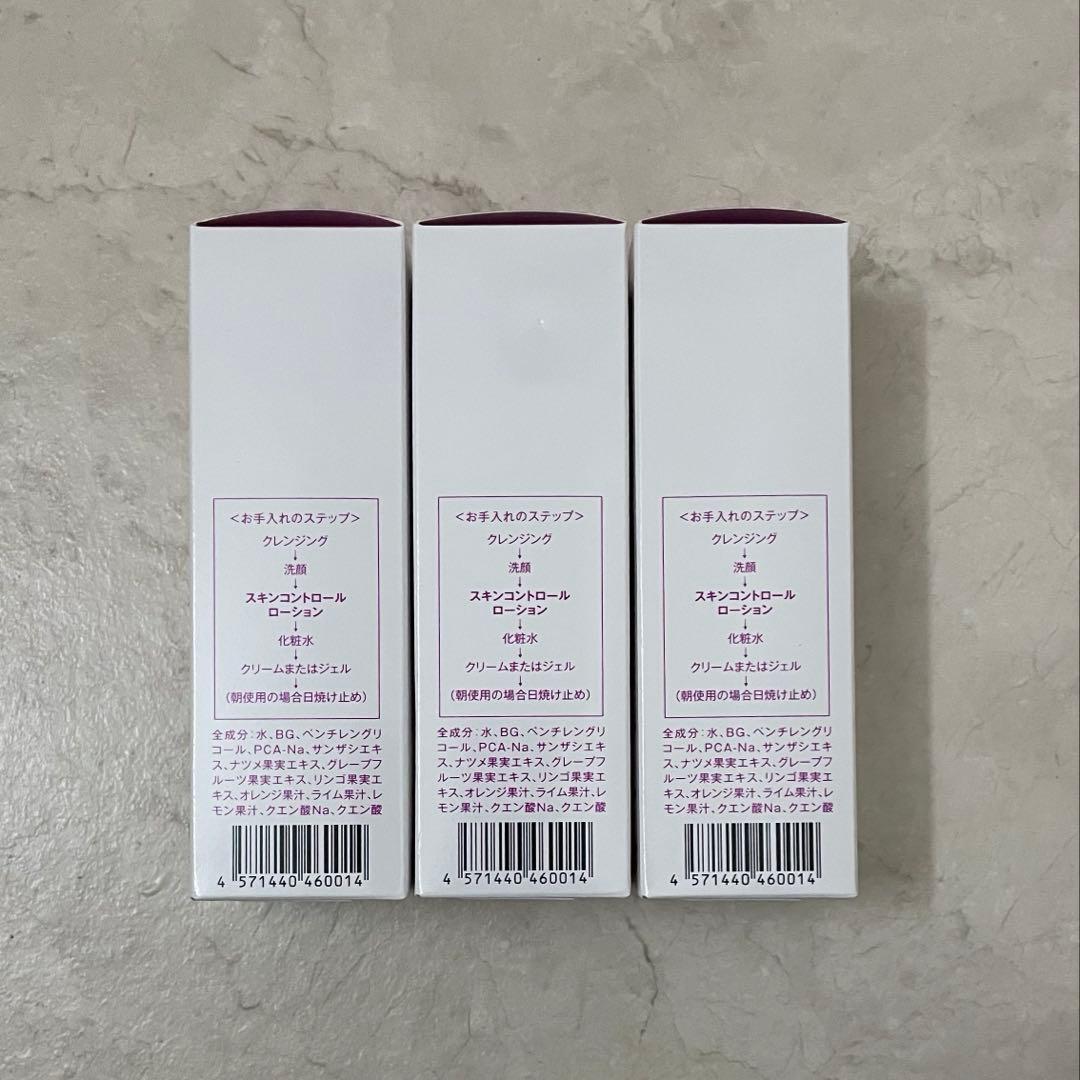 ＜お手入れのステップ＞
クレンジング
↓
洗顔
↓
スキンコントロール
ローション
↓
化粧水
↓
クリームまたはジェル
↓
（朝使用の場合日焼け止め）
全成分：水、BG、ペンチレングリ
コール、PCA-Na、サンザシエキ
ス、ナツメ果実エキス、グレープフ
ルーツ果実エキス、リンゴ果実エ
キス、オレンジ果汁、ライム果汁、レ
モン果汁、クエン酸Na、クエン酸
4 571440 460014
＜お手入れのステップ＞
クレンジング
↓
洗顔
↓
スキンコントロール
ローション
↓
化粧水
↓
クリームまたはジェル
↓
（朝使用の場合日焼け止め）
全成分：水、BG、ペンチレングリ
コール、PCA-Na、サンザシエキ
ス、ナツメ果実エキス、グレープフ
ルーツ果実エキス、リンゴ果実エ
キス、オレンジ果汁、ライム果汁、レ
モン果汁、クエン酸Na、クエン酸
4 571440 460014
＜お手入れのステップ＞
クレンジング
↓
洗顔
↓
スキンコントロール
ローション
↓
化粧水
↓
クリームまたはジェル
↓
（朝使用の場合日焼け止め）
全成分：水、BG、ペンチレングリ
コール、PCA-Na、サンザシエキ
ス、ナツメ果実エキス、グレープフ
ルーツ果実エキス、リンゴ果実エ
キス、オレンジ果汁、ライム果汁、レ
モン果汁、クエン酸Na、クエン酸
4 571440 460014